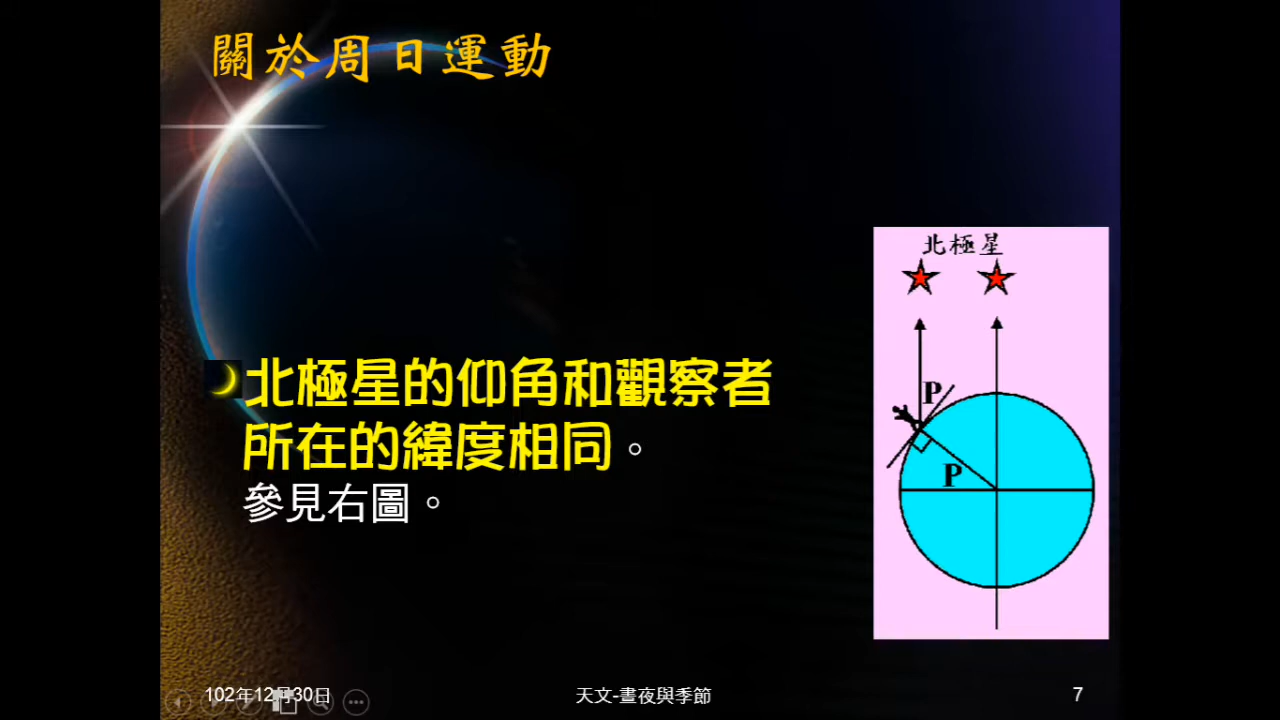 關於周日運動
北極星
P
P
北極星的仰角和觀察者
所在的緯度相同。
參見右圖。
102年12月30日
天文-晝夜與季節
7